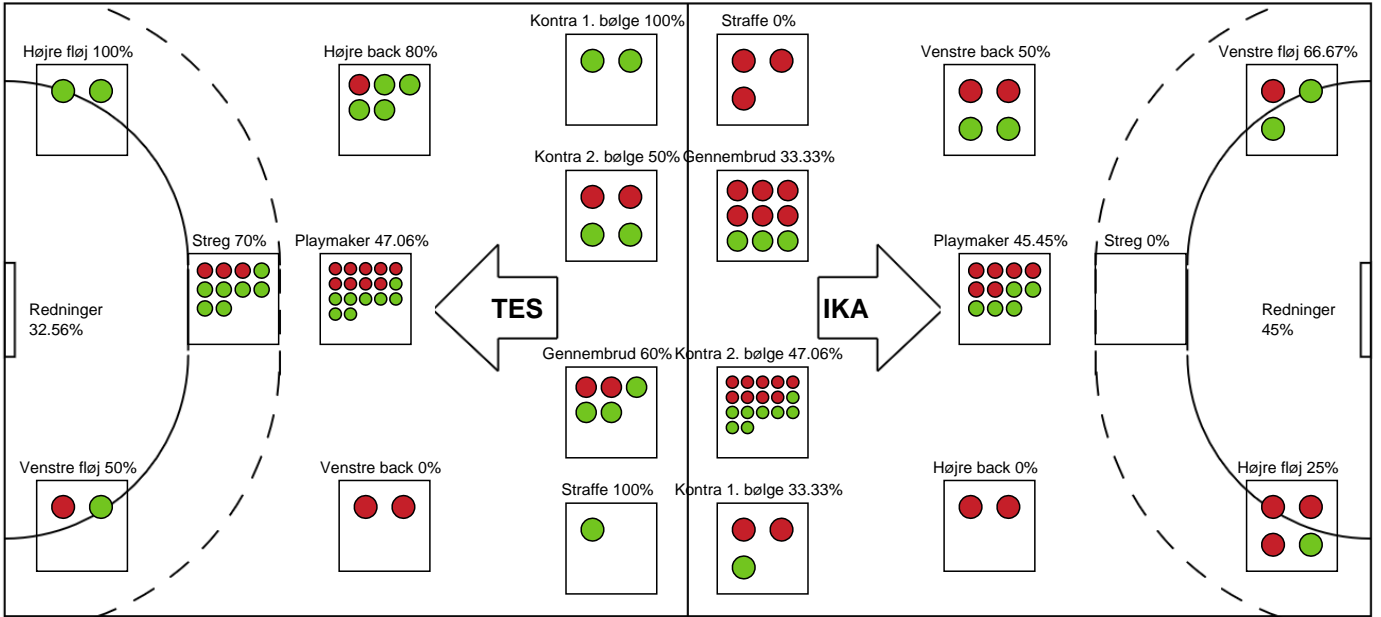 Kontra 1. bølge 100%
Straffe 0%
Højre fløj 100%
Højre back 80%
Venstre back 50%
Venstre fløj 66.67%
Kontra 2. bølge 50%
Gennembrud 33.33%
Streg 70%
Playmaker 47.06%
Playmaker 45.45%
Streg 0%
Redninger
32.56%
TES
IKA
Redninger
45%
Gennembrud 60%
Kontra 2. bølge 47.06%
Venstre fløj 50%
Venstre back 0%
Højre back 0%
Højre fløj 25%
Straffe 100%
Kontra 1. bølge 33.33%